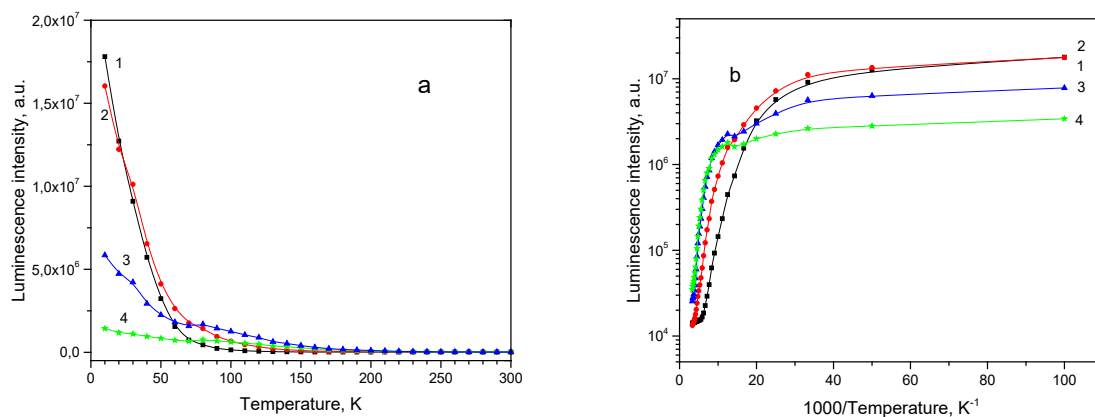 2,0x10⁷
1,5x10⁷
1,0x10⁷
5,0x10⁶
0,0
Luminescence intensity, a.u.
1
2
3
4
a
0 50 100 150 200 250 300
Temperature, K
10⁷
10⁶
10⁵
10⁴
Luminescence intensity, a.u.
b
2
1
3
4
0 20 40 60 80 100
1000/Temperature, K⁻¹